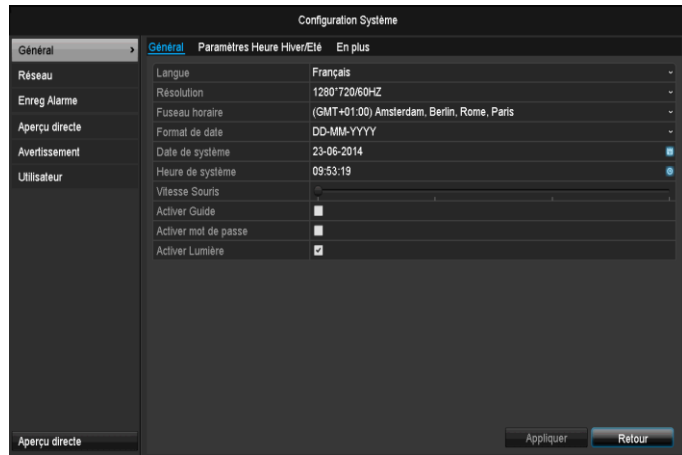 Configuration Système
Général >
Réseau
Enreg Alarme
Aperçu directe
Avertissement
Utilisateur
Aperçu directe
Général Paramètres Heure Hiver/Eté En plus
Langue Français
Résolution 1280*720/60HZ
Fuseau horaire (GMT+01:00) Amsterdam, Berlin, Rome, Paris
Format de date DD-MM-YYYY
Date de système 23-06-2014
Heure de système 09:53:19
Vitesse Souris
Activer Guide
Activer mot de passe
Activer Lumière
Appliquer Retour